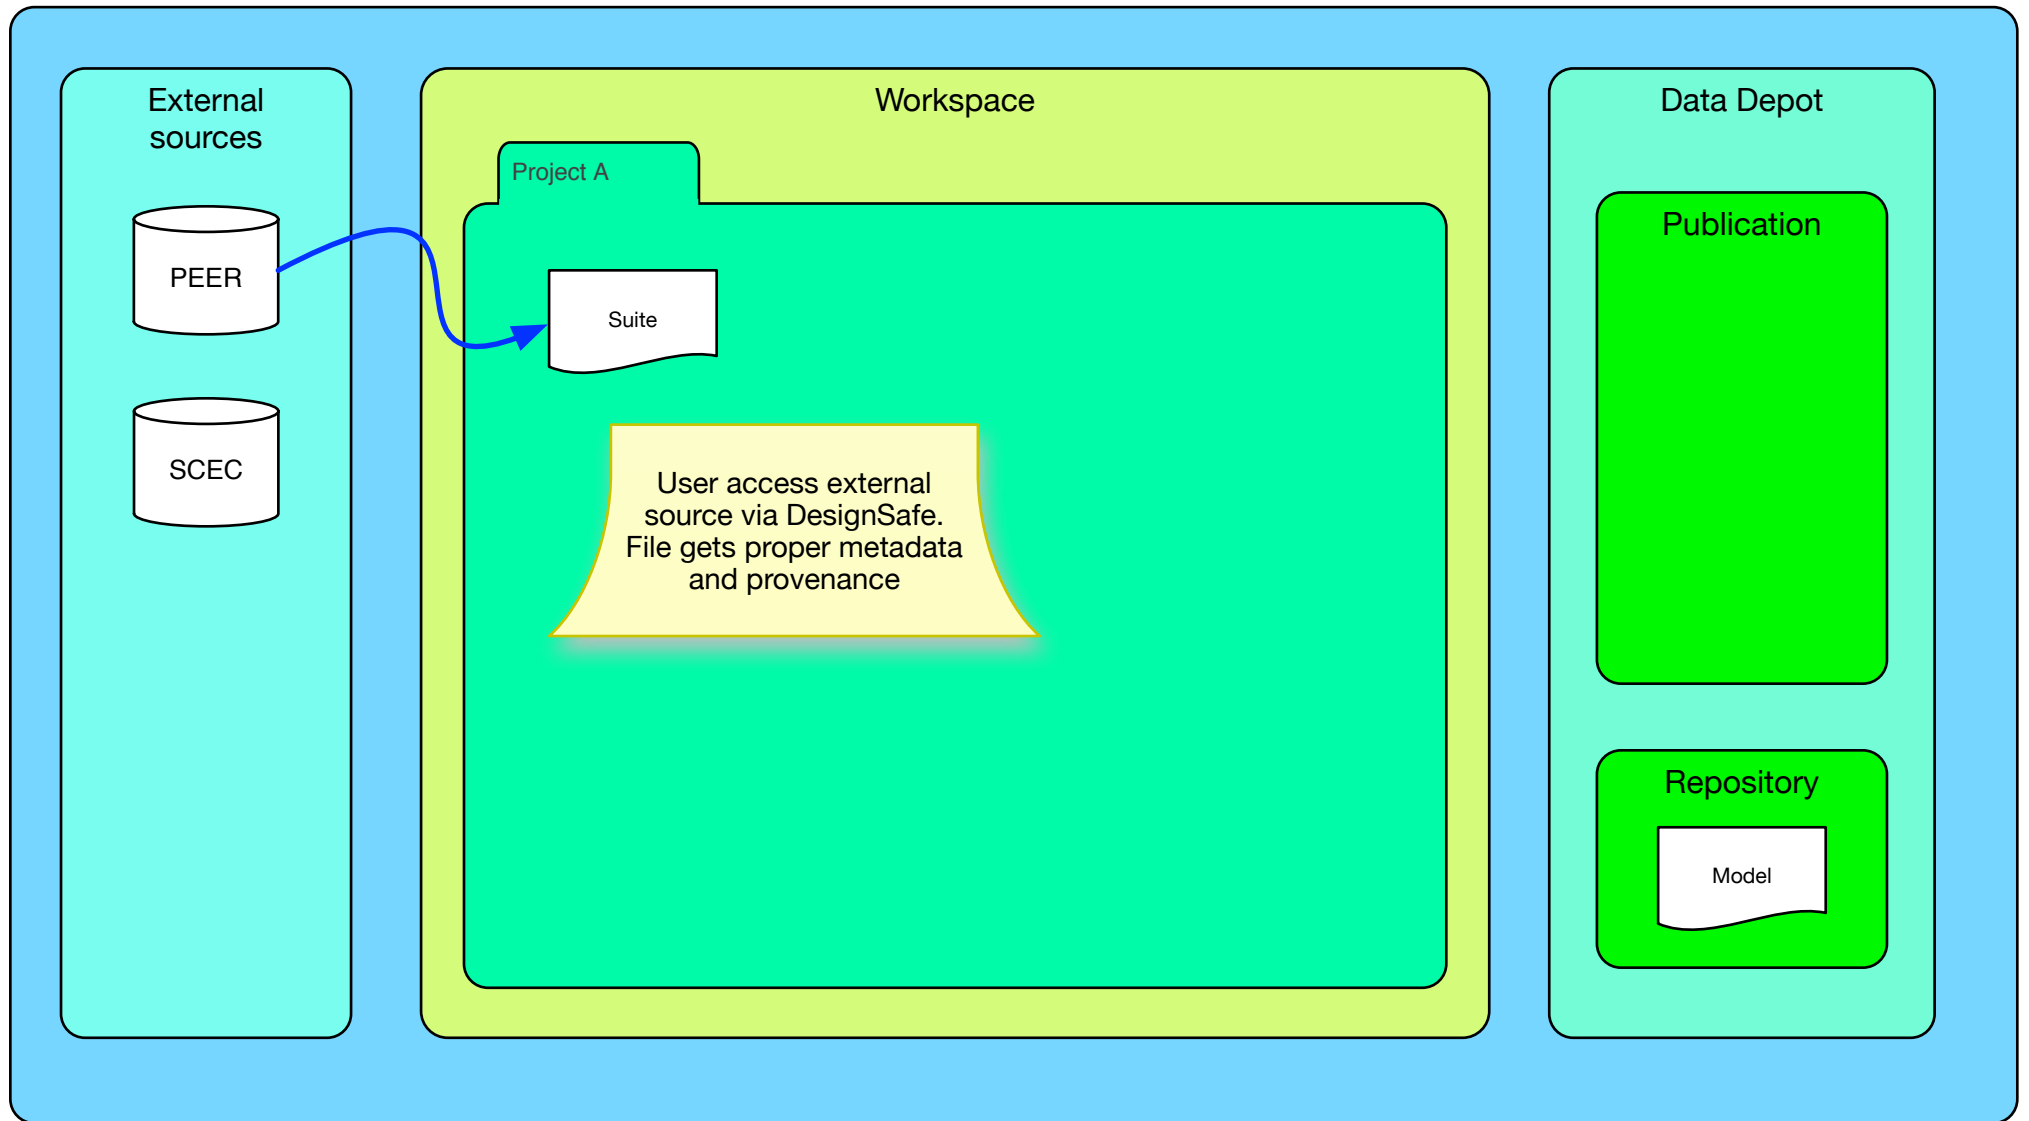 External
sources
PEER
SCEC
Workspace
Project A
Suite
User access external
source via DesignSafe.
File gets proper metadata
and provenance
Data Depot
Publication
Repository
Model